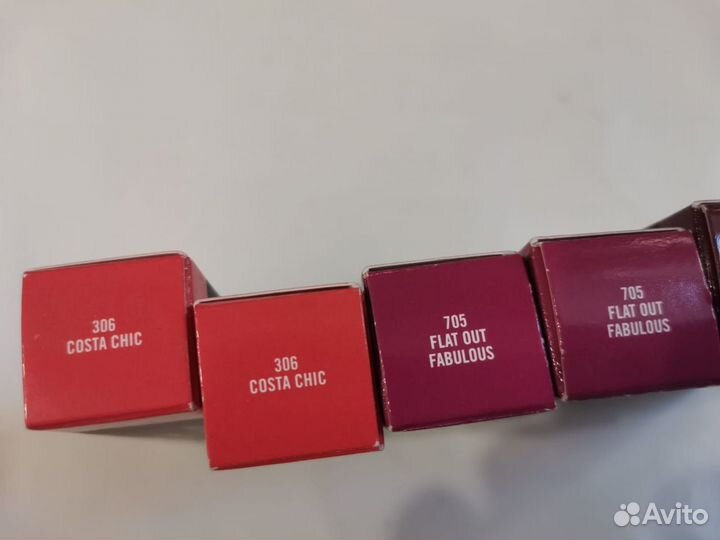 306
COSTA CHIC
306
COSTA CHIC
705
FLAT OUT
FABULOUS
705
FLAT OUT
FABULOUS
Avito